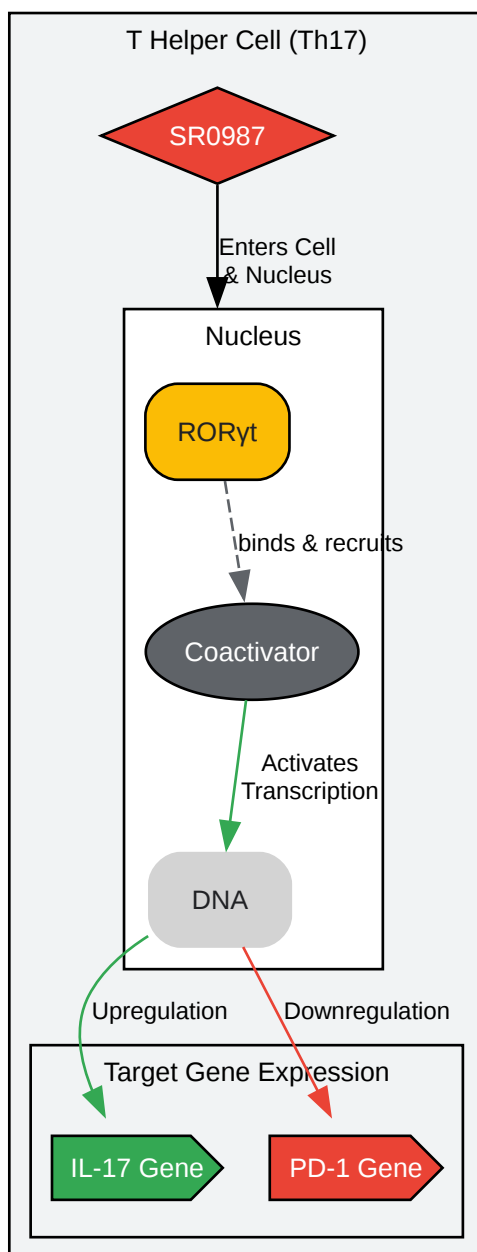 T Helper Cell (Th17)
SR0987
Enters Cell
& Nucleus
Nucleus
RORγt
binds & recruits
Coactivator
Activates
Transcription
DNA
Upregulation
Downregulation
Target Gene Expression
IL-17 Gene
PD-1 Gene